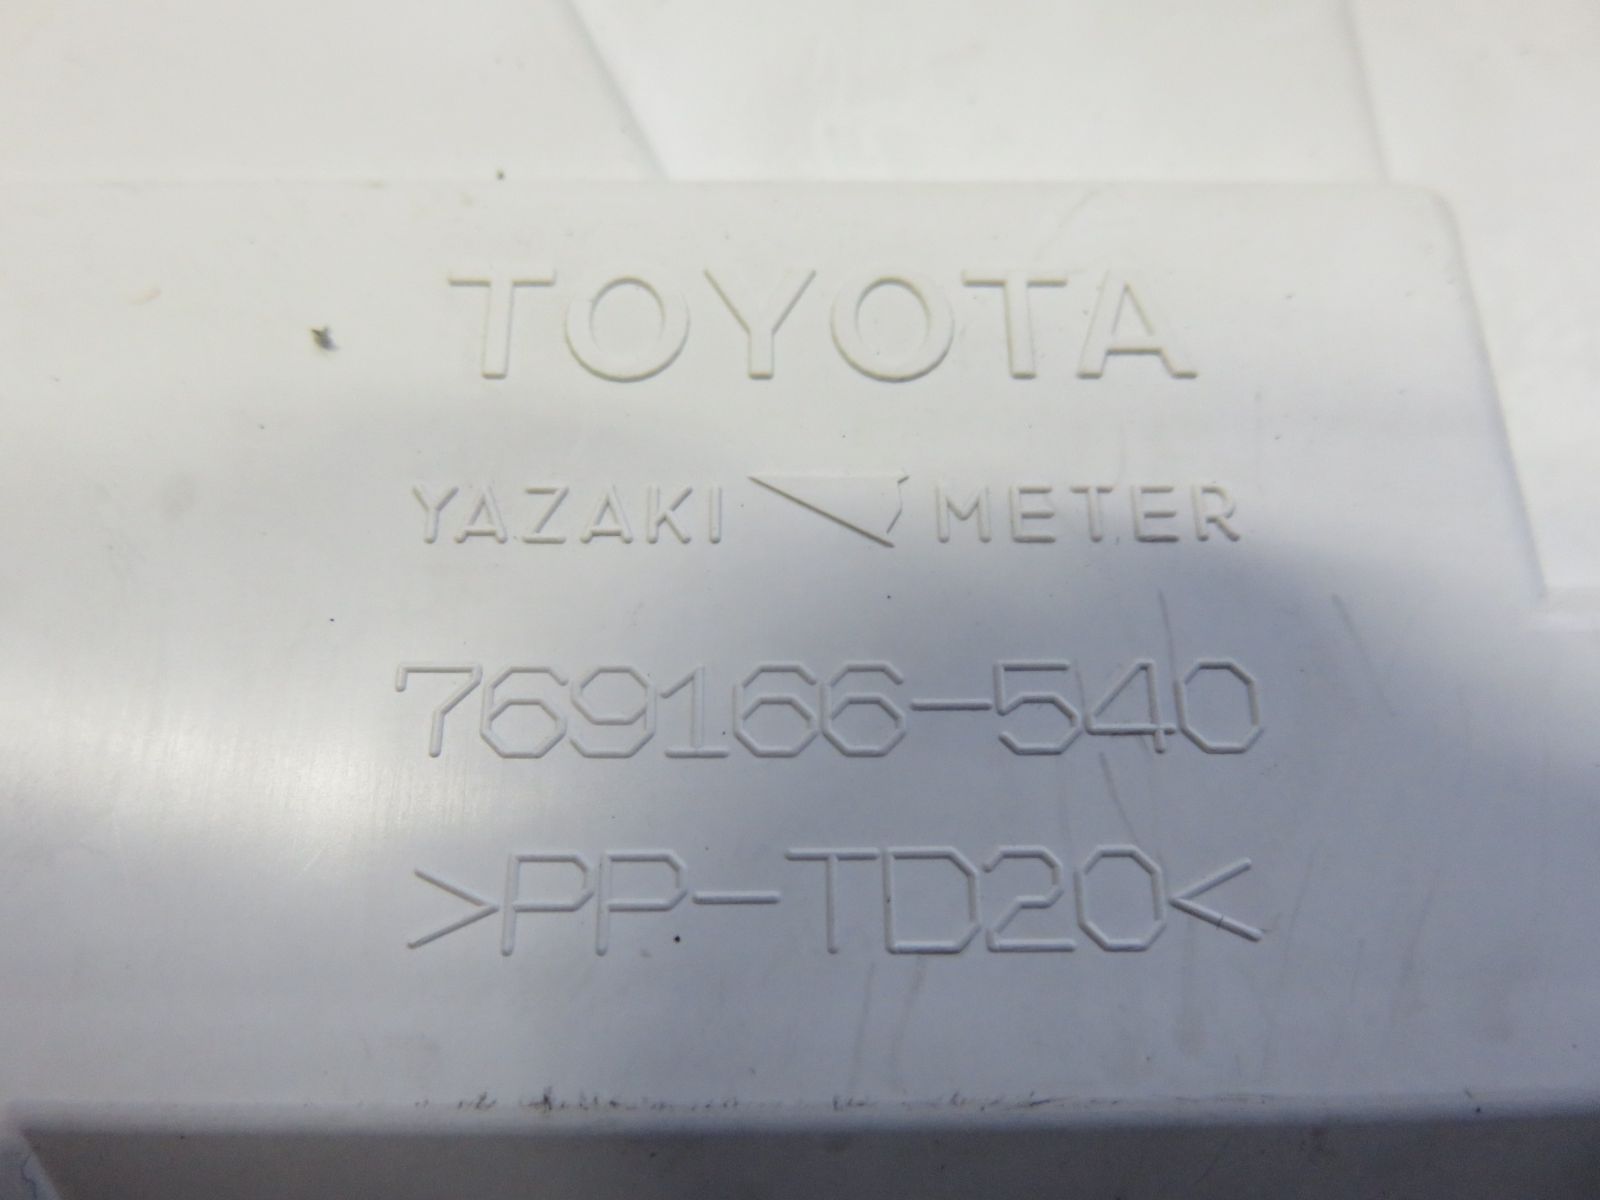 TOYOTA
YAZAKI METER
769166-540
>PP-TD20<